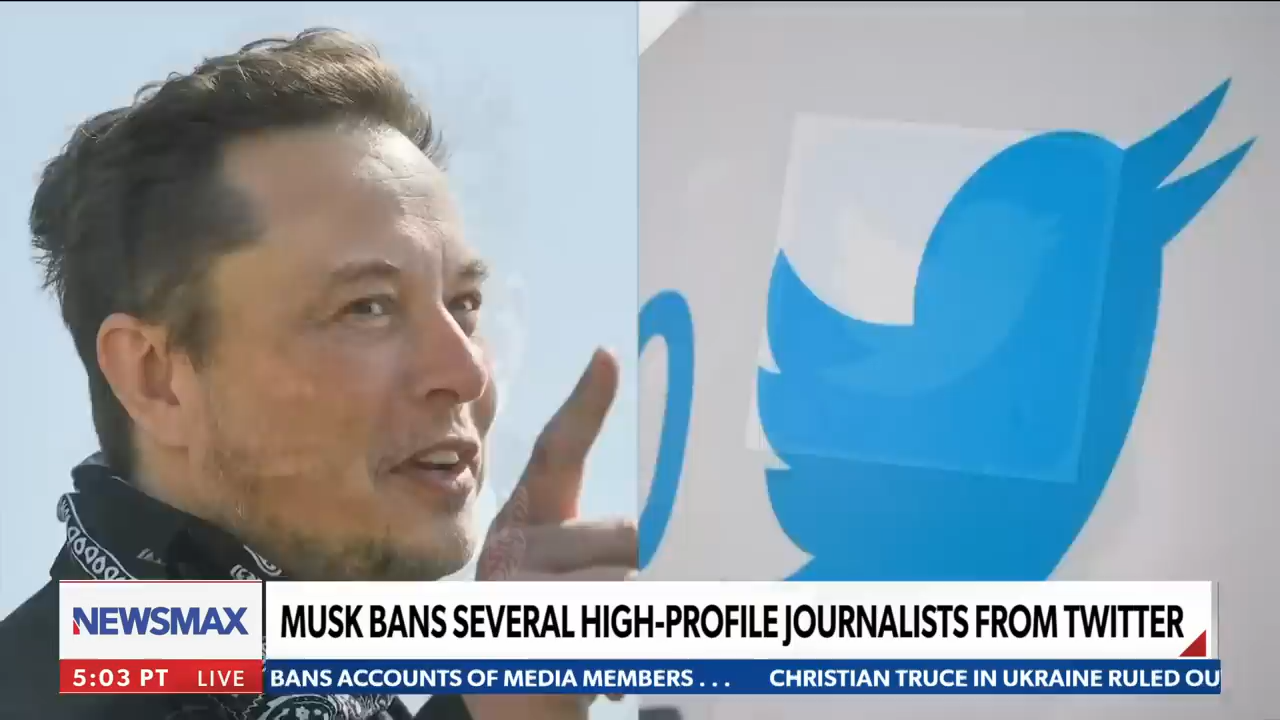 MUSK BANS SEVERAL HIGH-PROFILE JOURNALISTS FROM TWITTER
NEWSMAX
5:03 PT LIVE
BANS ACCOUNTS OF MEDIA MEMBERS . . . CHRISTIAN TRUCE IN UKRAINE RULED OU